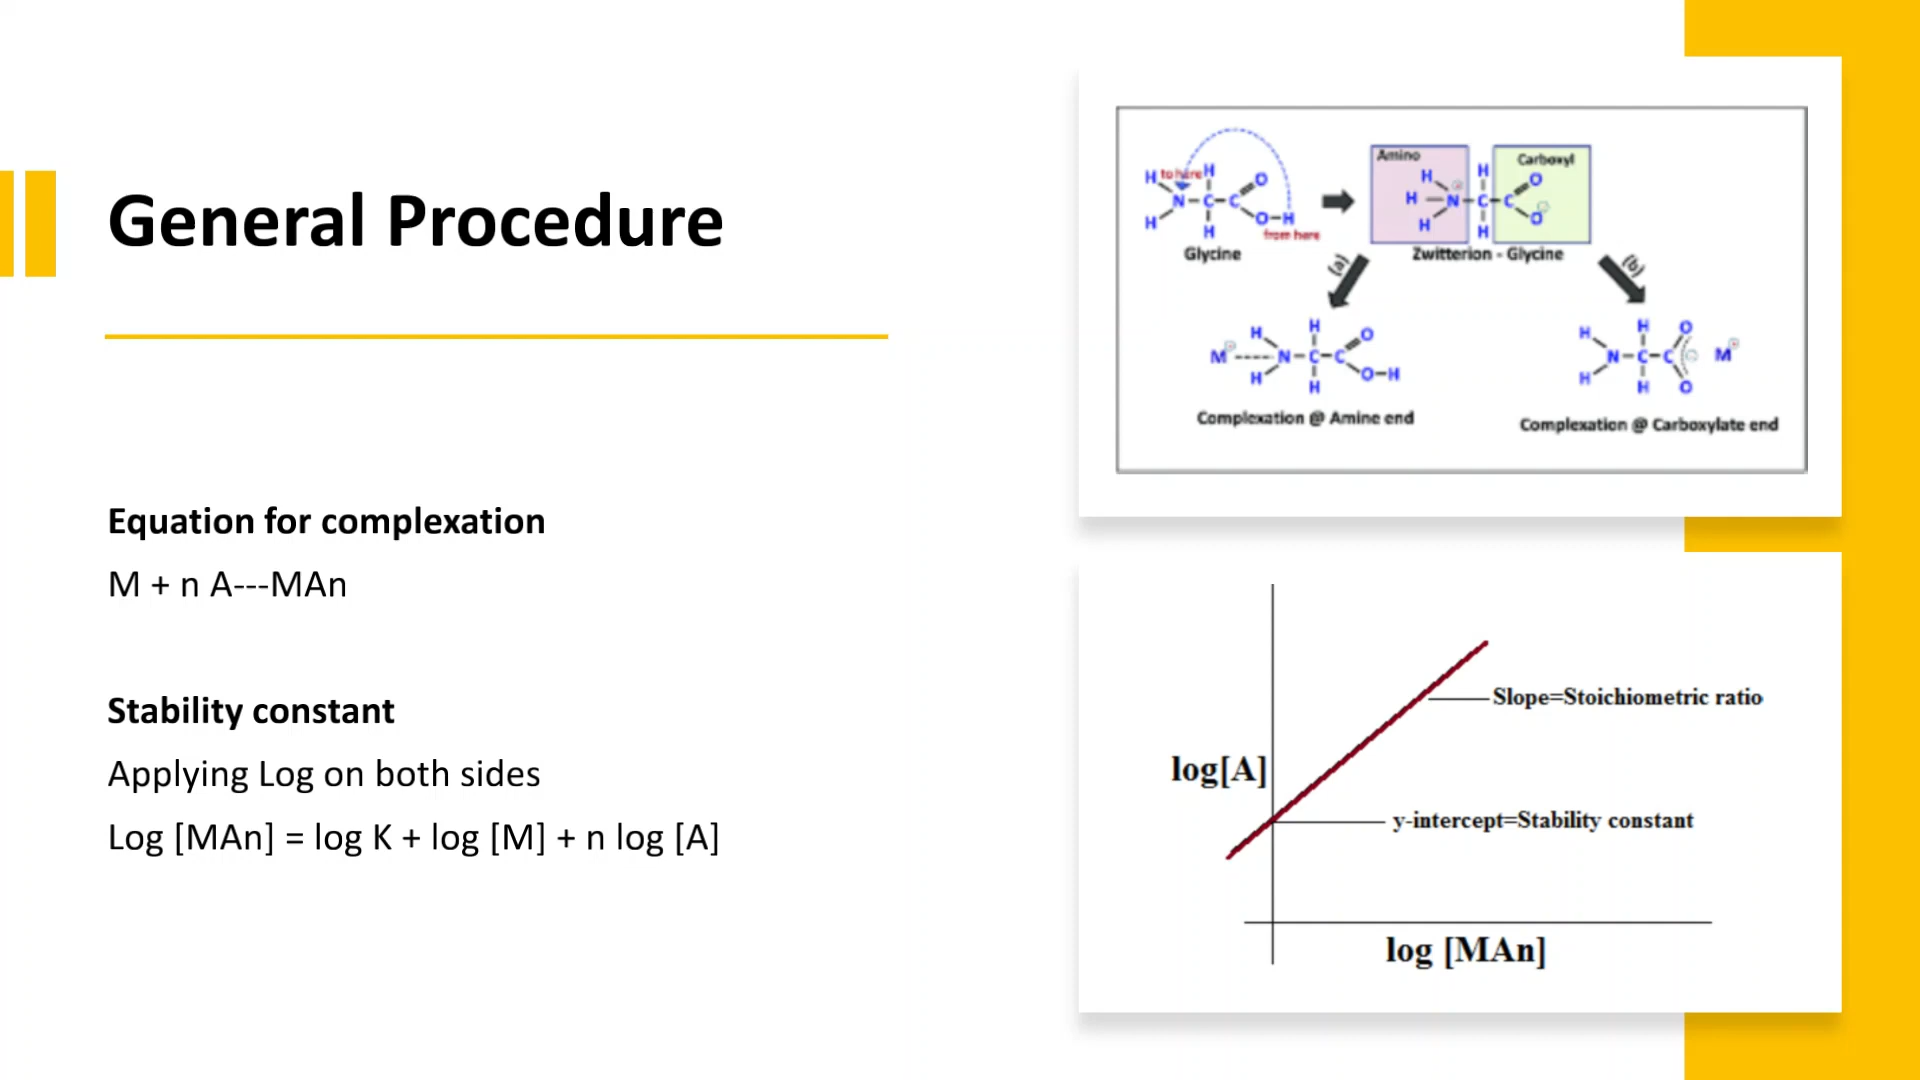 General Procedure
Equation for complexation
M + n A---MAn
Stability constant
Applying Log on both sides
Log [MAn] = log K + log [M] + n log [A]
H to here H O
N C C
H H O-H
from here
Glycine
Amino Carboxyl
H H O
H N C C
H H O
Zwitterion - Glycine
(a) (b)
H H O
M N C C
H H O-H
Complexation @ Amine end
H H O
N C C M
H H O
Complexation @ Carboxylate end
Slope=Stoichiometric ratio
log[A]
y-intercept=Stability constant
log [MAn]